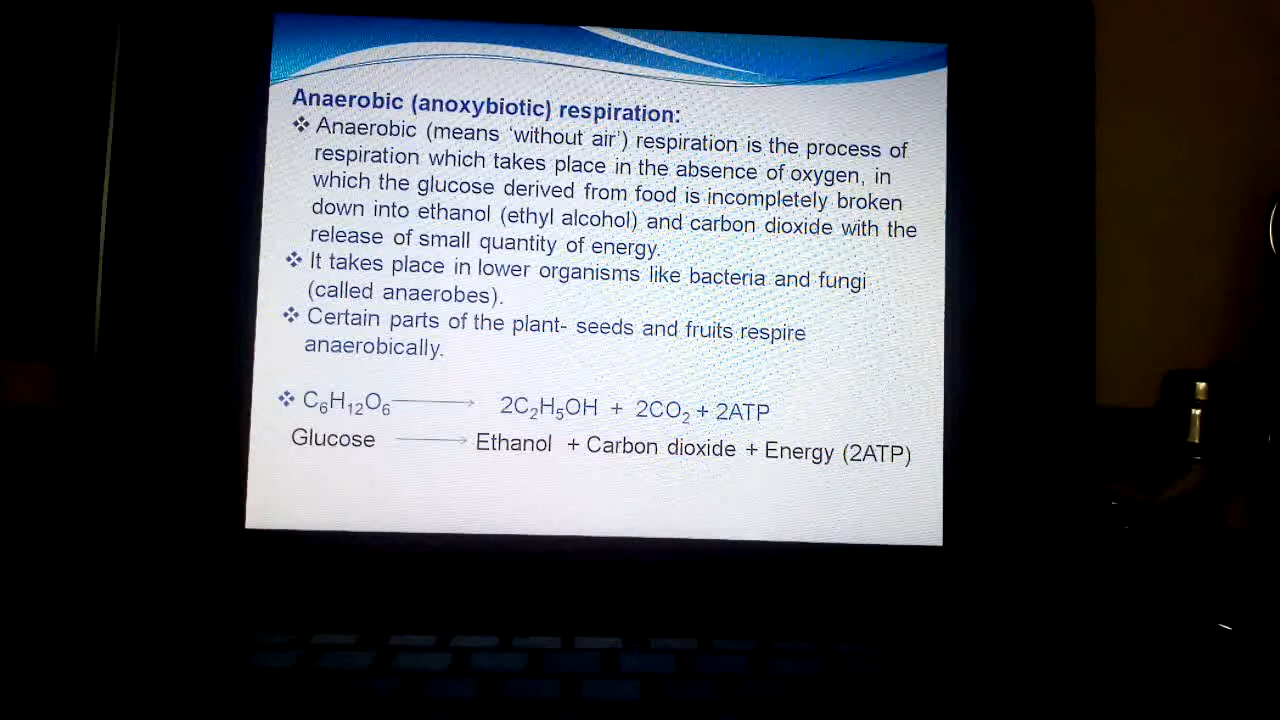 Anaerobic (anoxybiotic) respiration:
❖ Anaerobic (means ‘without air’) respiration is the process of
respiration which takes place in the absence of oxygen, in
which the glucose derived from food is incompletely broken
down into ethanol (ethyl alcohol) and carbon dioxide with the
release of small quantity of energy.
❖ It takes place in lower organisms like bacteria and fungi
(called anaerobes).
❖ Certain parts of the plant- seeds and fruits respire
anaerobically.
❖ C₆H₁₂O₆ ⟶ 2C₂H₅OH + 2CO₂ + 2ATP
Glucose ⟶ Ethanol + Carbon dioxide + Energy (2ATP)